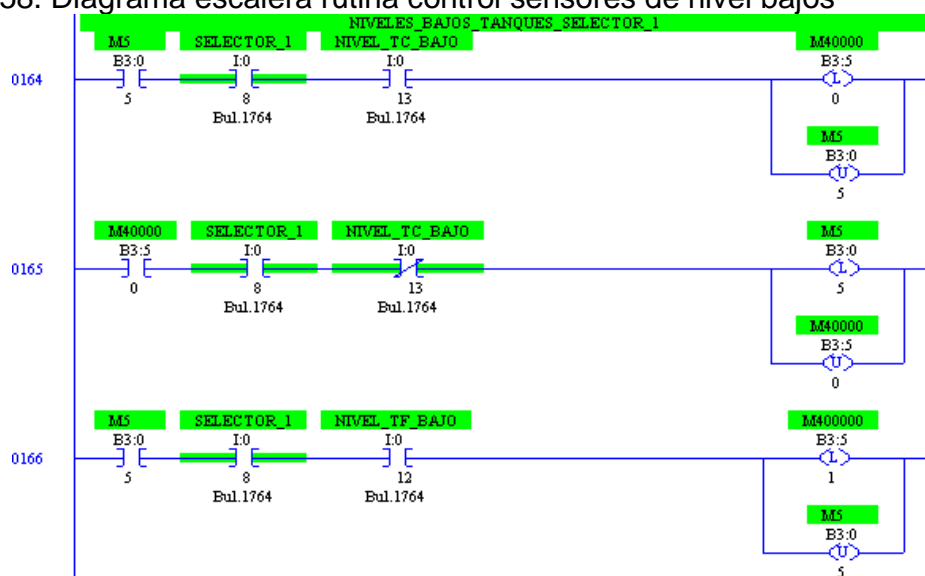 58. Diagrama escalera rutina control sensores de nivel bajos
NIVELES_BAJOS_TANQUES_SELECTOR_1
M5 SELECTOR_1 NIVEL_TC_BAJO M40000
B3:0 I:0 I:0 B3:5
0164 L
5 8 13 0
Bul.1764 Bul.1764
M5
B3:0
U
5
M40000 SELECTOR_1 NIVEL_TC_BAJO M5
B3:5 I:0 I:0 B3:0
0165 L
0 8 13 5
Bul.1764 Bul.1764
M40000
B3:5
U
0
M5 SELECTOR_1 NIVEL_TF_BAJO M400000
B3:0 I:0 I:0 B3:5
0166 L
5 8 12 1
Bul.1764 Bul.1764
M5
B3:0
U
5